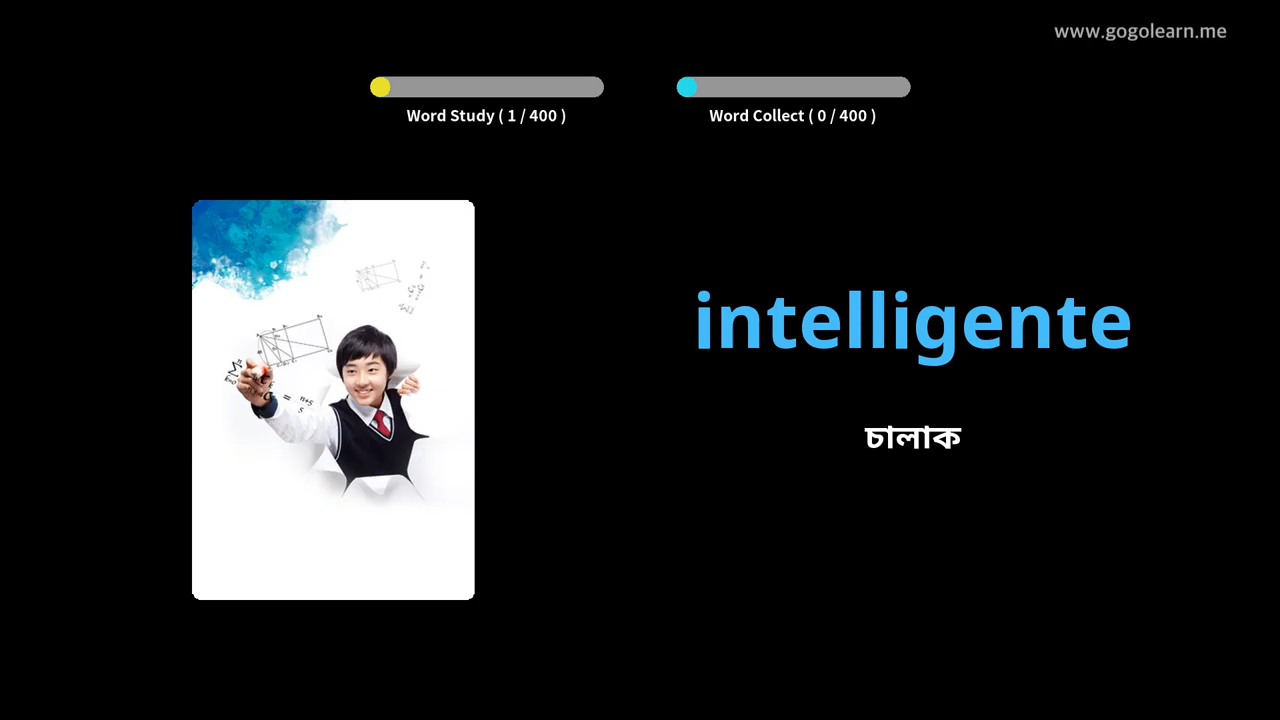 www.gogolearn.me
Word Study ( 1 / 400 )
Word Collect ( 0 / 400 )
intelligente
চালাক